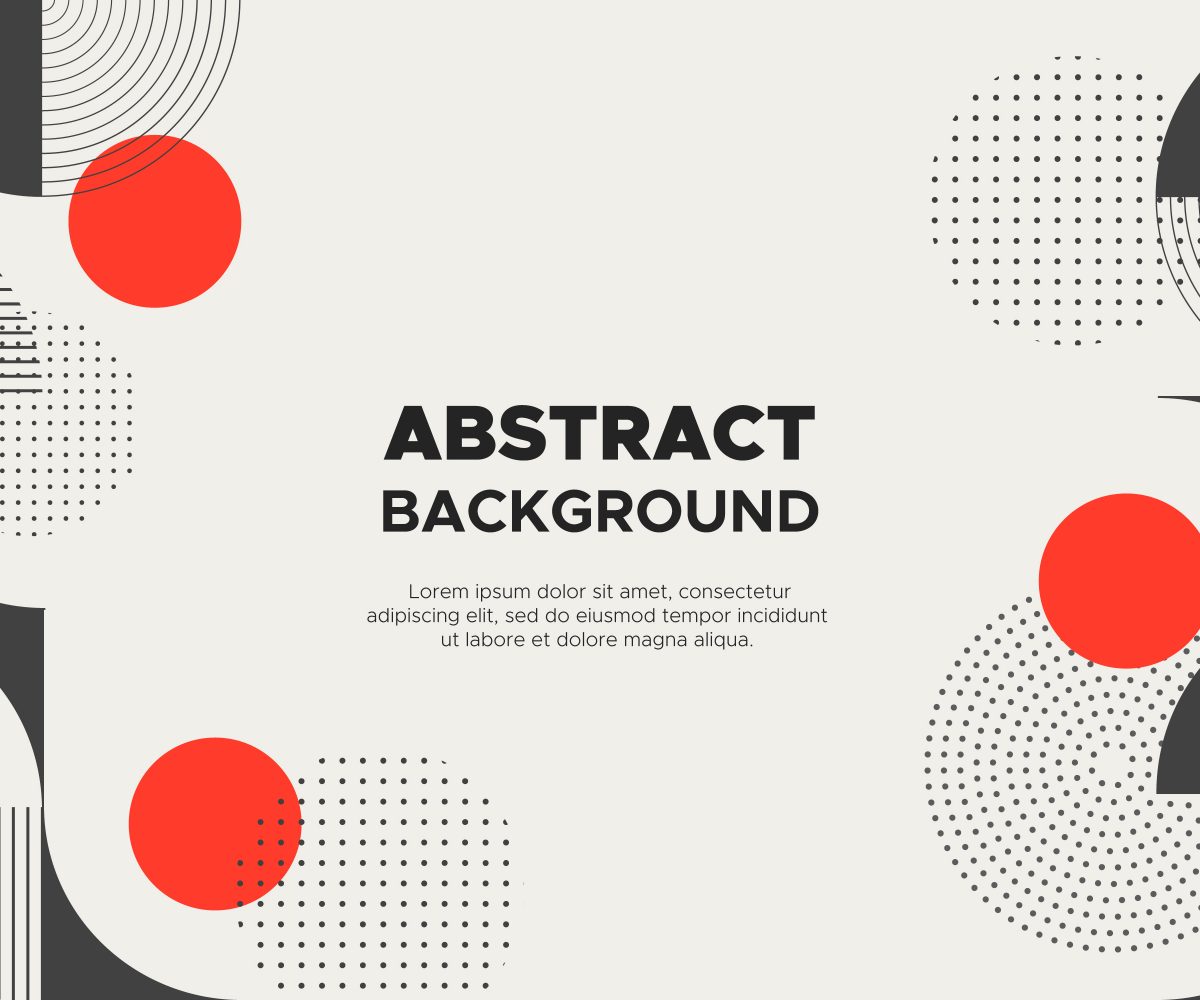 ABSTRACT
BACKGROUND
Lorem ipsum dolor sit amet, consectetur
adipiscing elit, sed do eiusmod tempor incididunt
ut labore et dolore magna aliqua.